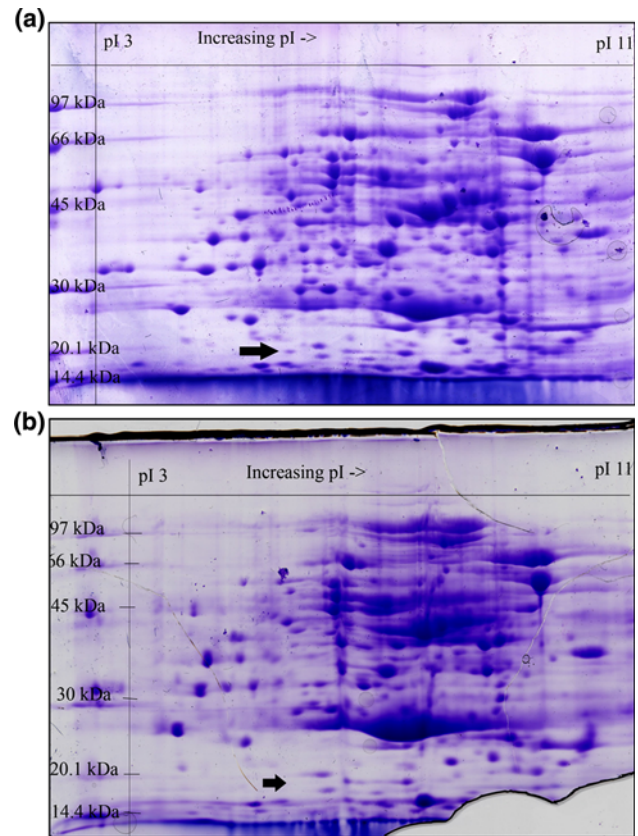 (a)
pI 3 Increasing pI -> pI 11
97 kDa
66 kDa
45 kDa
30 kDa
20.1 kDa
14.4 kDa
(b)
pI 3 Increasing pI -> pI 11
97 kDa
66 kDa
45 kDa
30 kDa
20.1 kDa
14.4 kDa